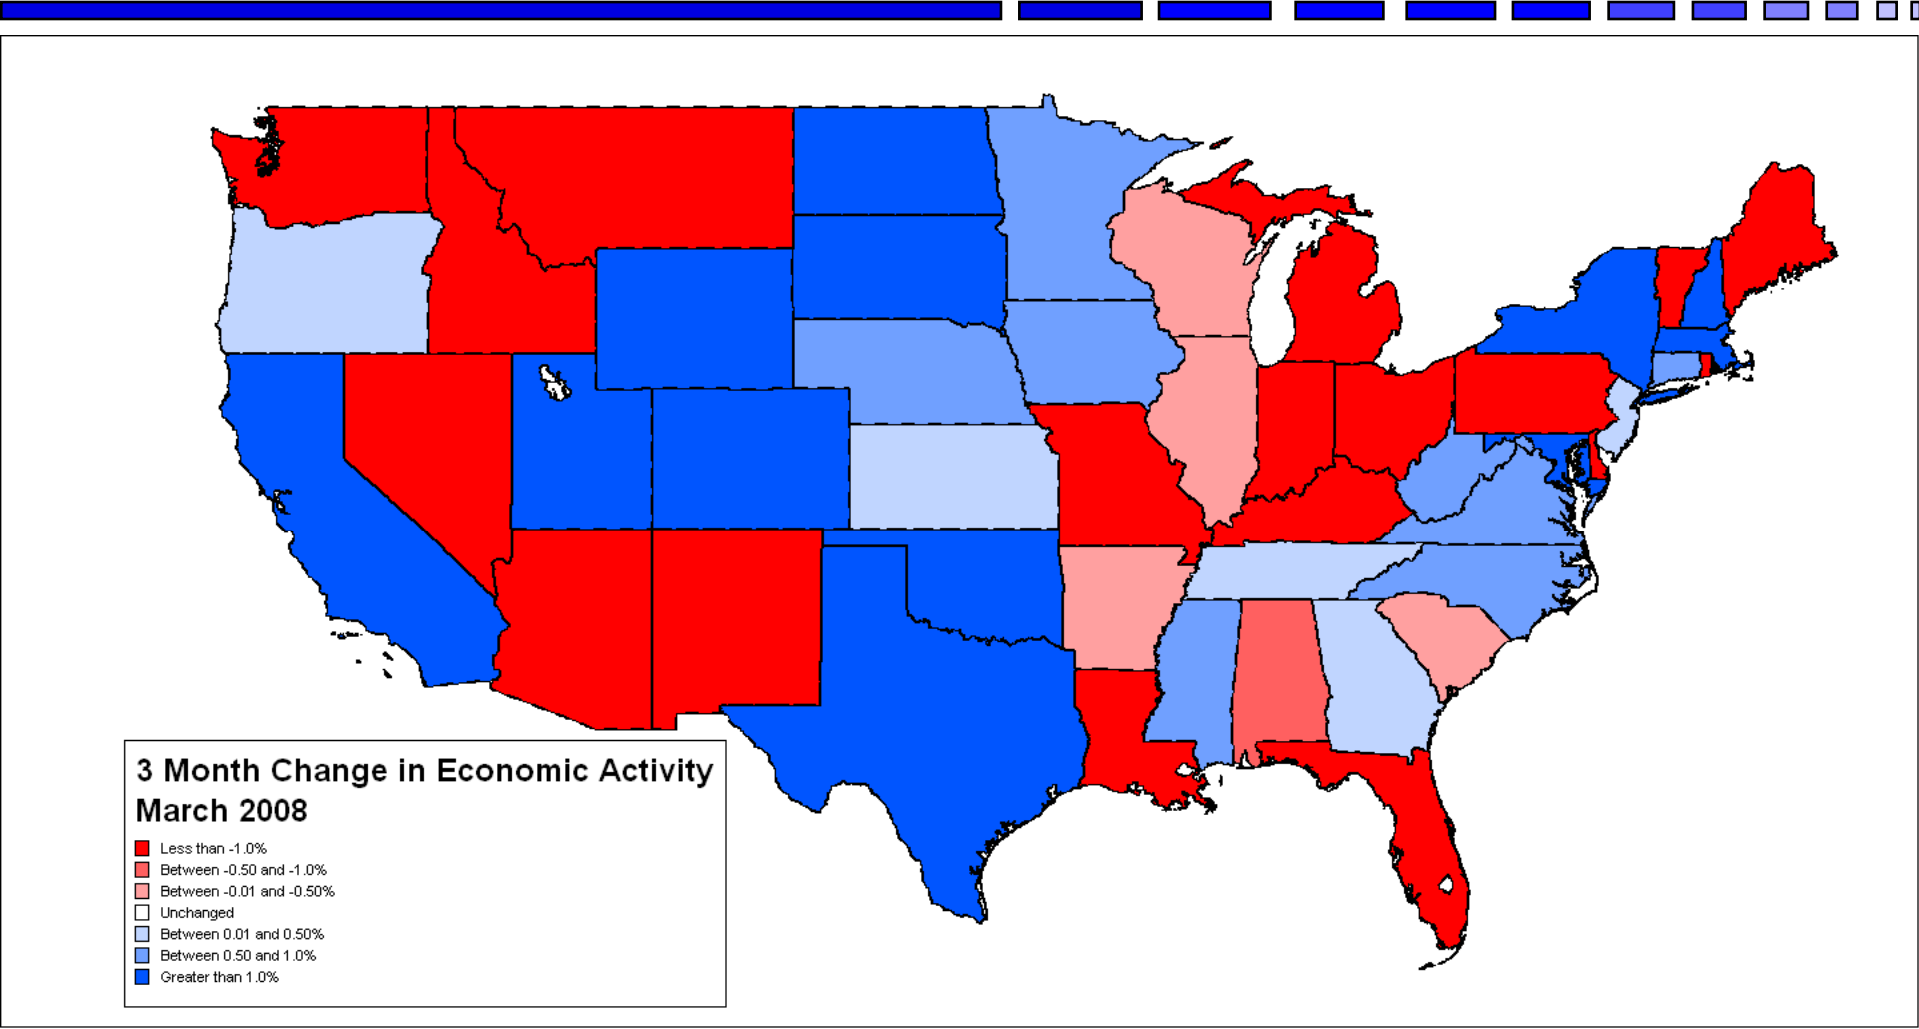 3 Month Change in Economic Activity
March 2008
Less than -1.0%
Between -0.50 and -1.0%
Between -0.01 and -0.50%
Unchanged
Between 0.01 and 0.50%
Between 0.50 and 1.0%
Greater than 1.0%